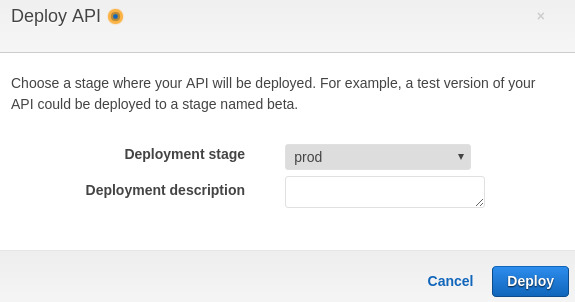 Deploy API
×
Choose a stage where your API will be deployed. For example, a test version of your
API could be deployed to a stage named beta.
Deployment stage prod
Deployment description
Cancel Deploy